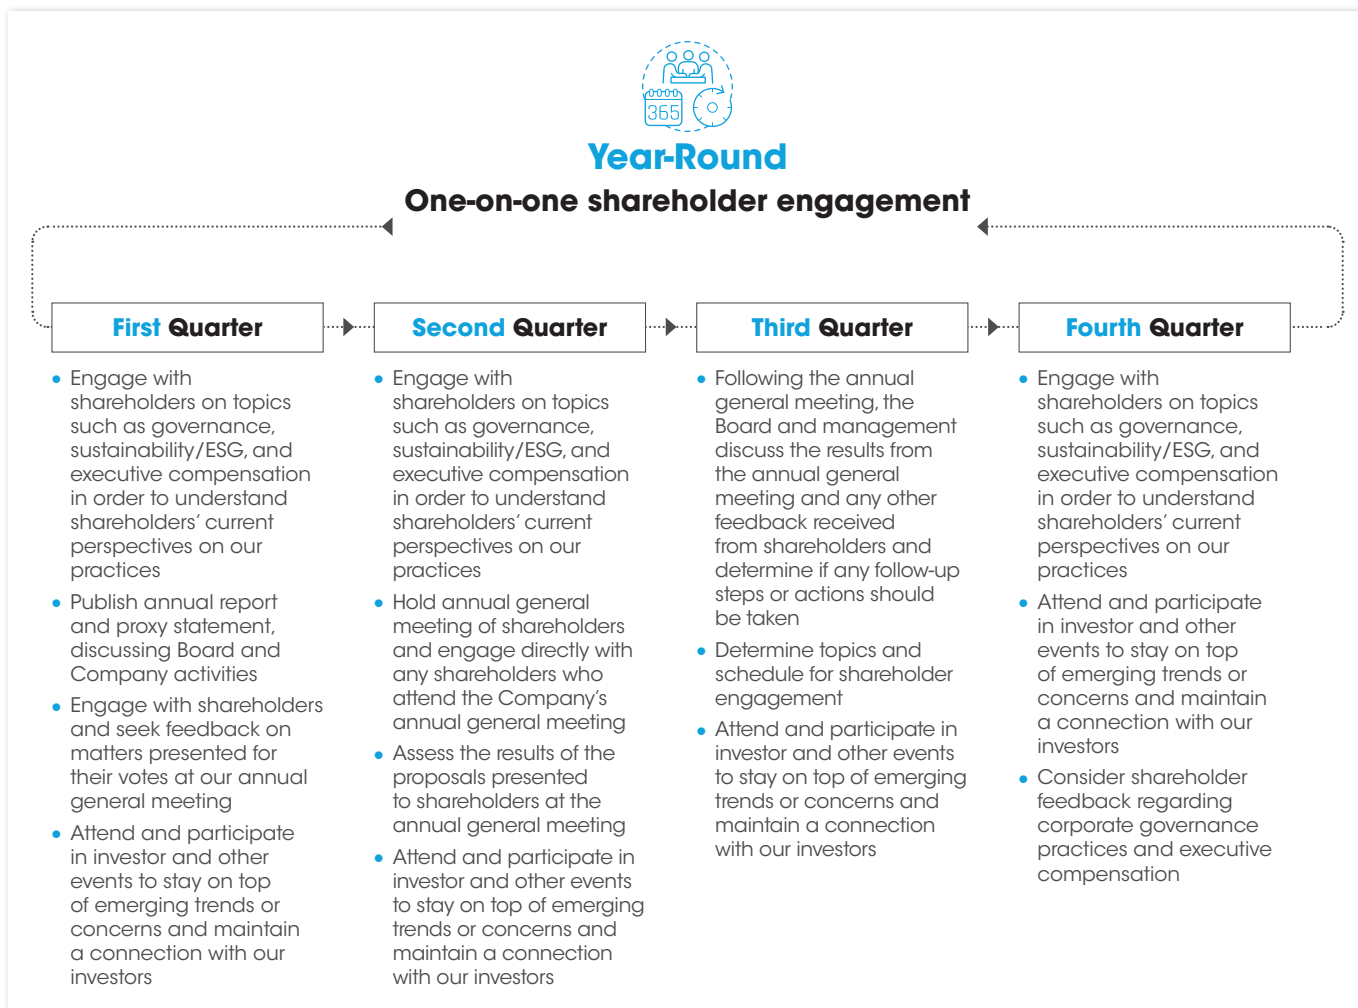 365
Year-Round
One-on-one shareholder engagement
First Quarter
• Engage with
shareholders on topics
such as governance,
sustainability/ESG, and
executive compensation
in order to understand
shareholders’ current
perspectives on our
practices
• Publish annual report
and proxy statement,
discussing Board and
Company activities
• Engage with shareholders
and seek feedback on
matters presented for
their votes at our annual
general meeting
• Attend and participate
in investor and other
events to stay on top
of emerging trends or
concerns and maintain
a connection with our
investors
Second Quarter
• Engage with
shareholders on topics
such as governance,
sustainability/ESG, and
executive compensation
in order to understand
shareholders’ current
perspectives on our
practices
• Hold annual general
meeting of shareholders
and engage directly with
any shareholders who
attend the Company’s
annual general meeting
• Assess the results of the
proposals presented
to shareholders at the
annual general meeting
• Attend and participate in
investor and other events
to stay on top of emerging
trends or concerns and
maintain a connection
with our investors
Third Quarter
• Following the annual
general meeting, the
Board and management
discuss the results from
the annual general
meeting and any other
feedback received
from shareholders and
determine if any follow-up
steps or actions should
be taken
• Determine topics and
schedule for shareholder
engagement
• Attend and participate in
investor and other events
to stay on top of emerging
trends or concerns and
maintain a connection
with our investors
Fourth Quarter
• Engage with
shareholders on topics
such as governance,
sustainability/ESG, and
executive compensation
in order to understand
shareholders’ current
perspectives on our
practices
• Attend and participate
in investor and other
events to stay on top
of emerging trends or
concerns and maintain
a connection with our
investors
• Consider shareholder
feedback regarding
corporate governance
practices and executive
compensation